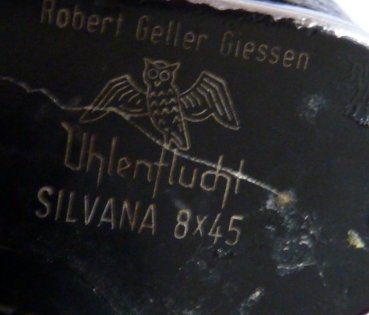 Robert Geller Giessen
Uhlenflucht
SILVANA 8x45